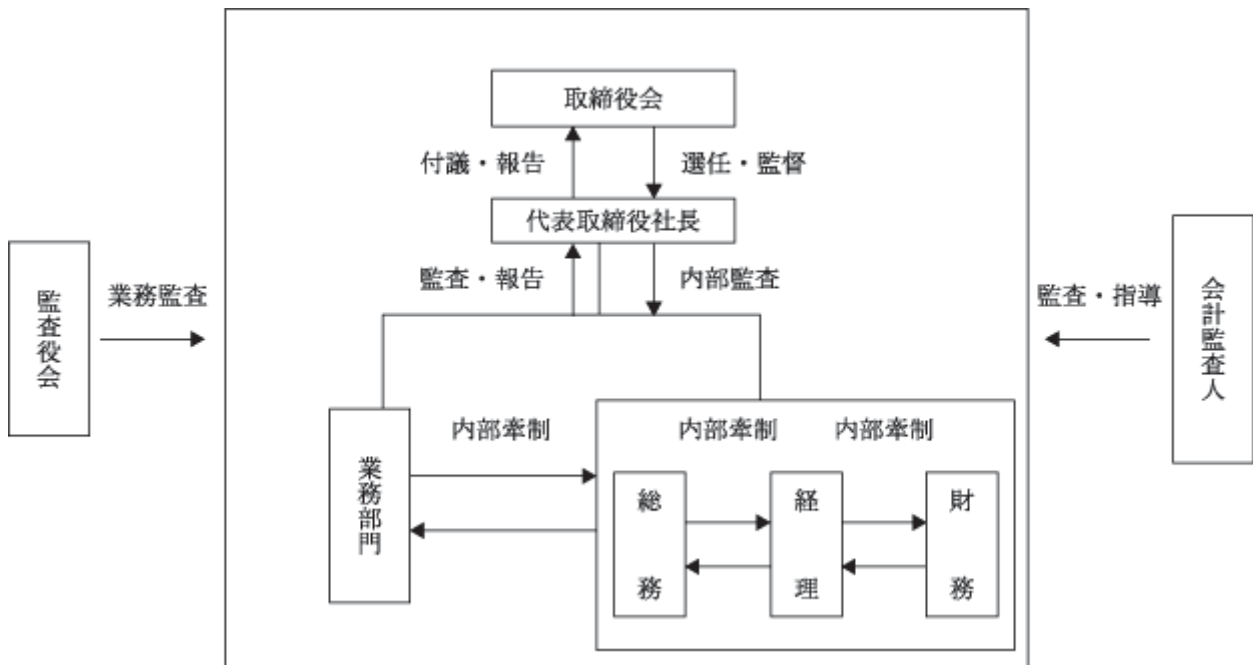 取締役会
付議・報告
選任・監督
代表取締役社長
監査・報告
内部監査
監査役会
業務監査
監査・指導
会計監査人
業務部門
内部牽制
内部牽制
内部牽制
総務
経理
財務